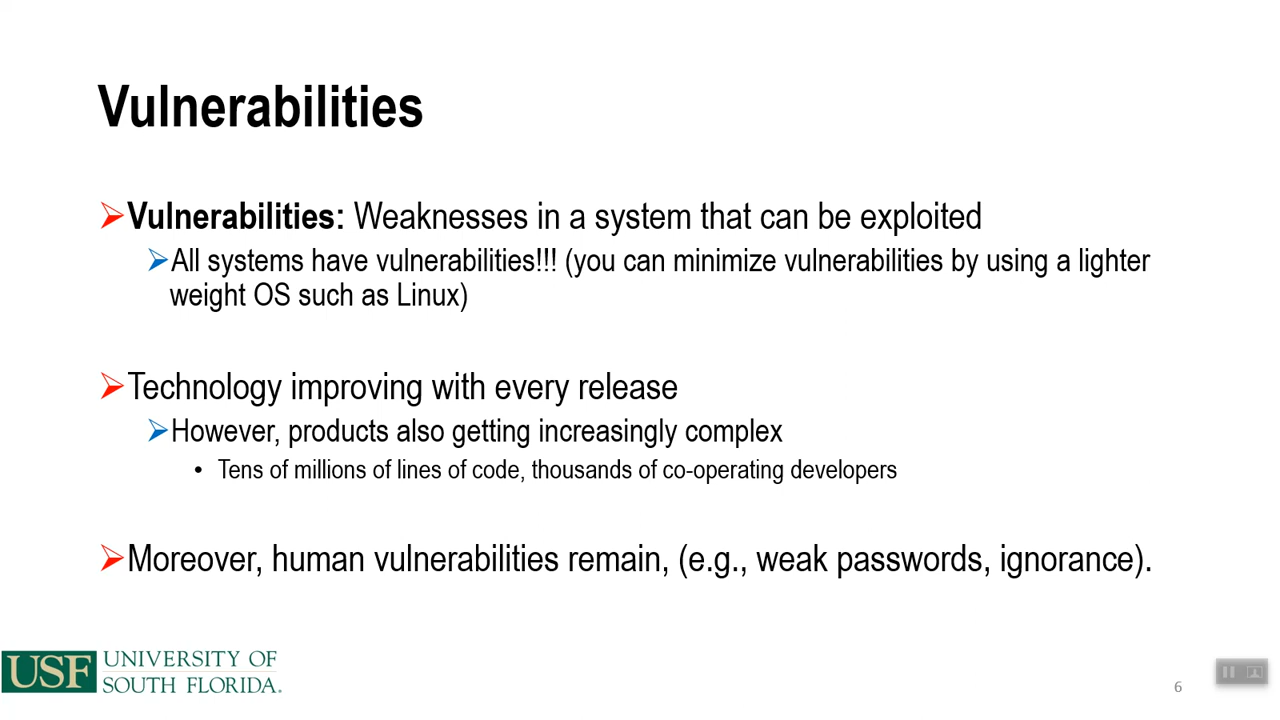 Vulnerabilities
Vulnerabilities: Weaknesses in a system that can be exploited
All systems have vulnerabilities!!! (you can minimize vulnerabilities by using a lighter
weight OS such as Linux)
Technology improving with every release
However, products also getting increasingly complex
• Tens of millions of lines of code, thousands of co-operating developers
Moreover, human vulnerabilities remain, (e.g., weak passwords, ignorance).
USF UNIVERSITY OF
SOUTH FLORIDA.
6